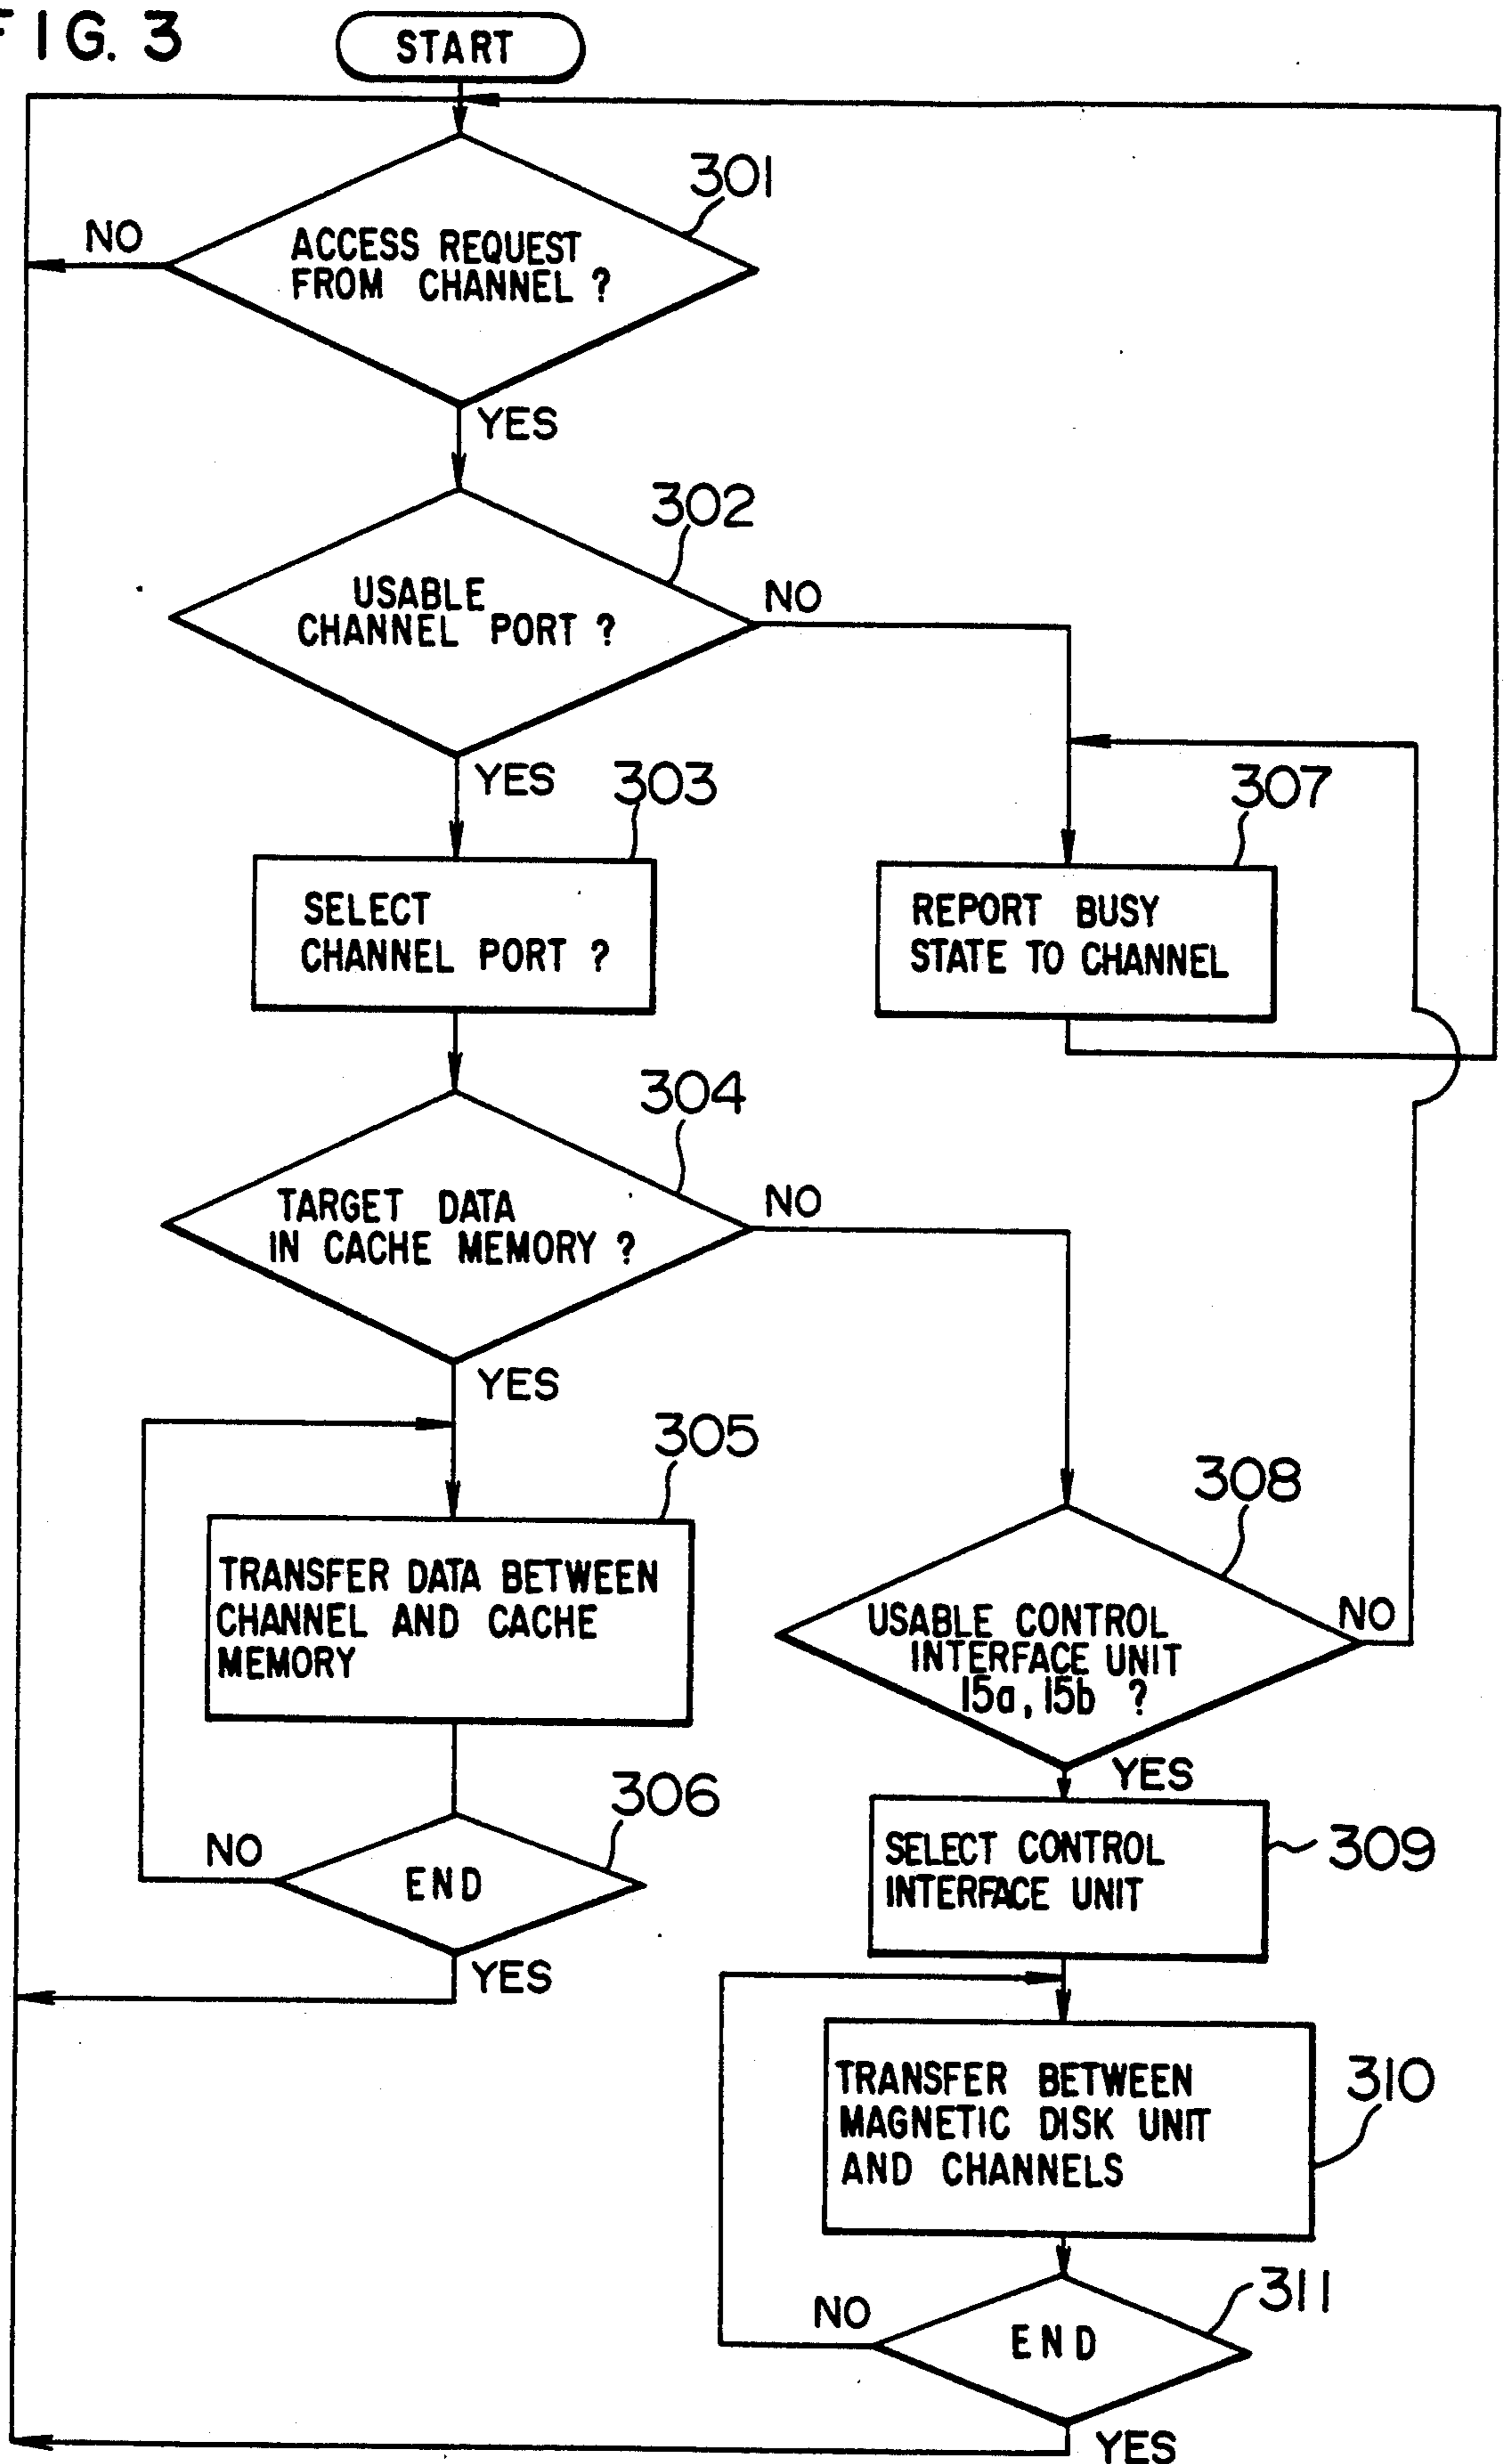 FIG. 3
START
301
NO
ACCESS REQUEST
FROM CHANNEL ?
YES
302
USABLE
CHANNEL PORT ?
NO
YES
303
307
SELECT
CHANNEL PORT ?
REPORT BUSY
STATE TO CHANNEL
304
TARGET DATA
IN CACHE MEMORY ?
NO
YES
305
308
TRANSFER DATA BETWEEN
CHANNEL AND CACHE
MEMORY
USABLE CONTROL
INTERFACE UNIT
15a, 15b ?
NO
YES
306
NO
END
YES
SELECT CONTROL
INTERFACE UNIT
309
TRANSFER BETWEEN
MAGNETIC DISK UNIT
AND CHANNELS
310
311
NO
END
YES